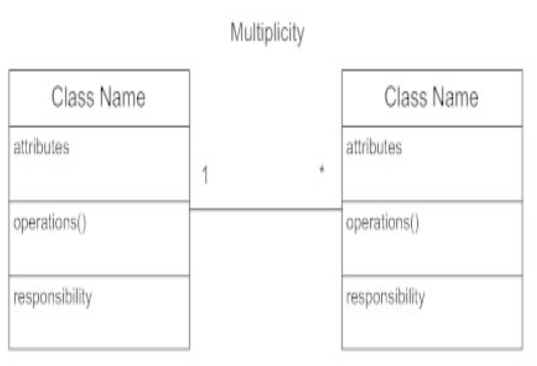 Multiplicity
Class Name
attributes
operations()
responsibility
1
*
Class Name
attributes
operations()
responsibility